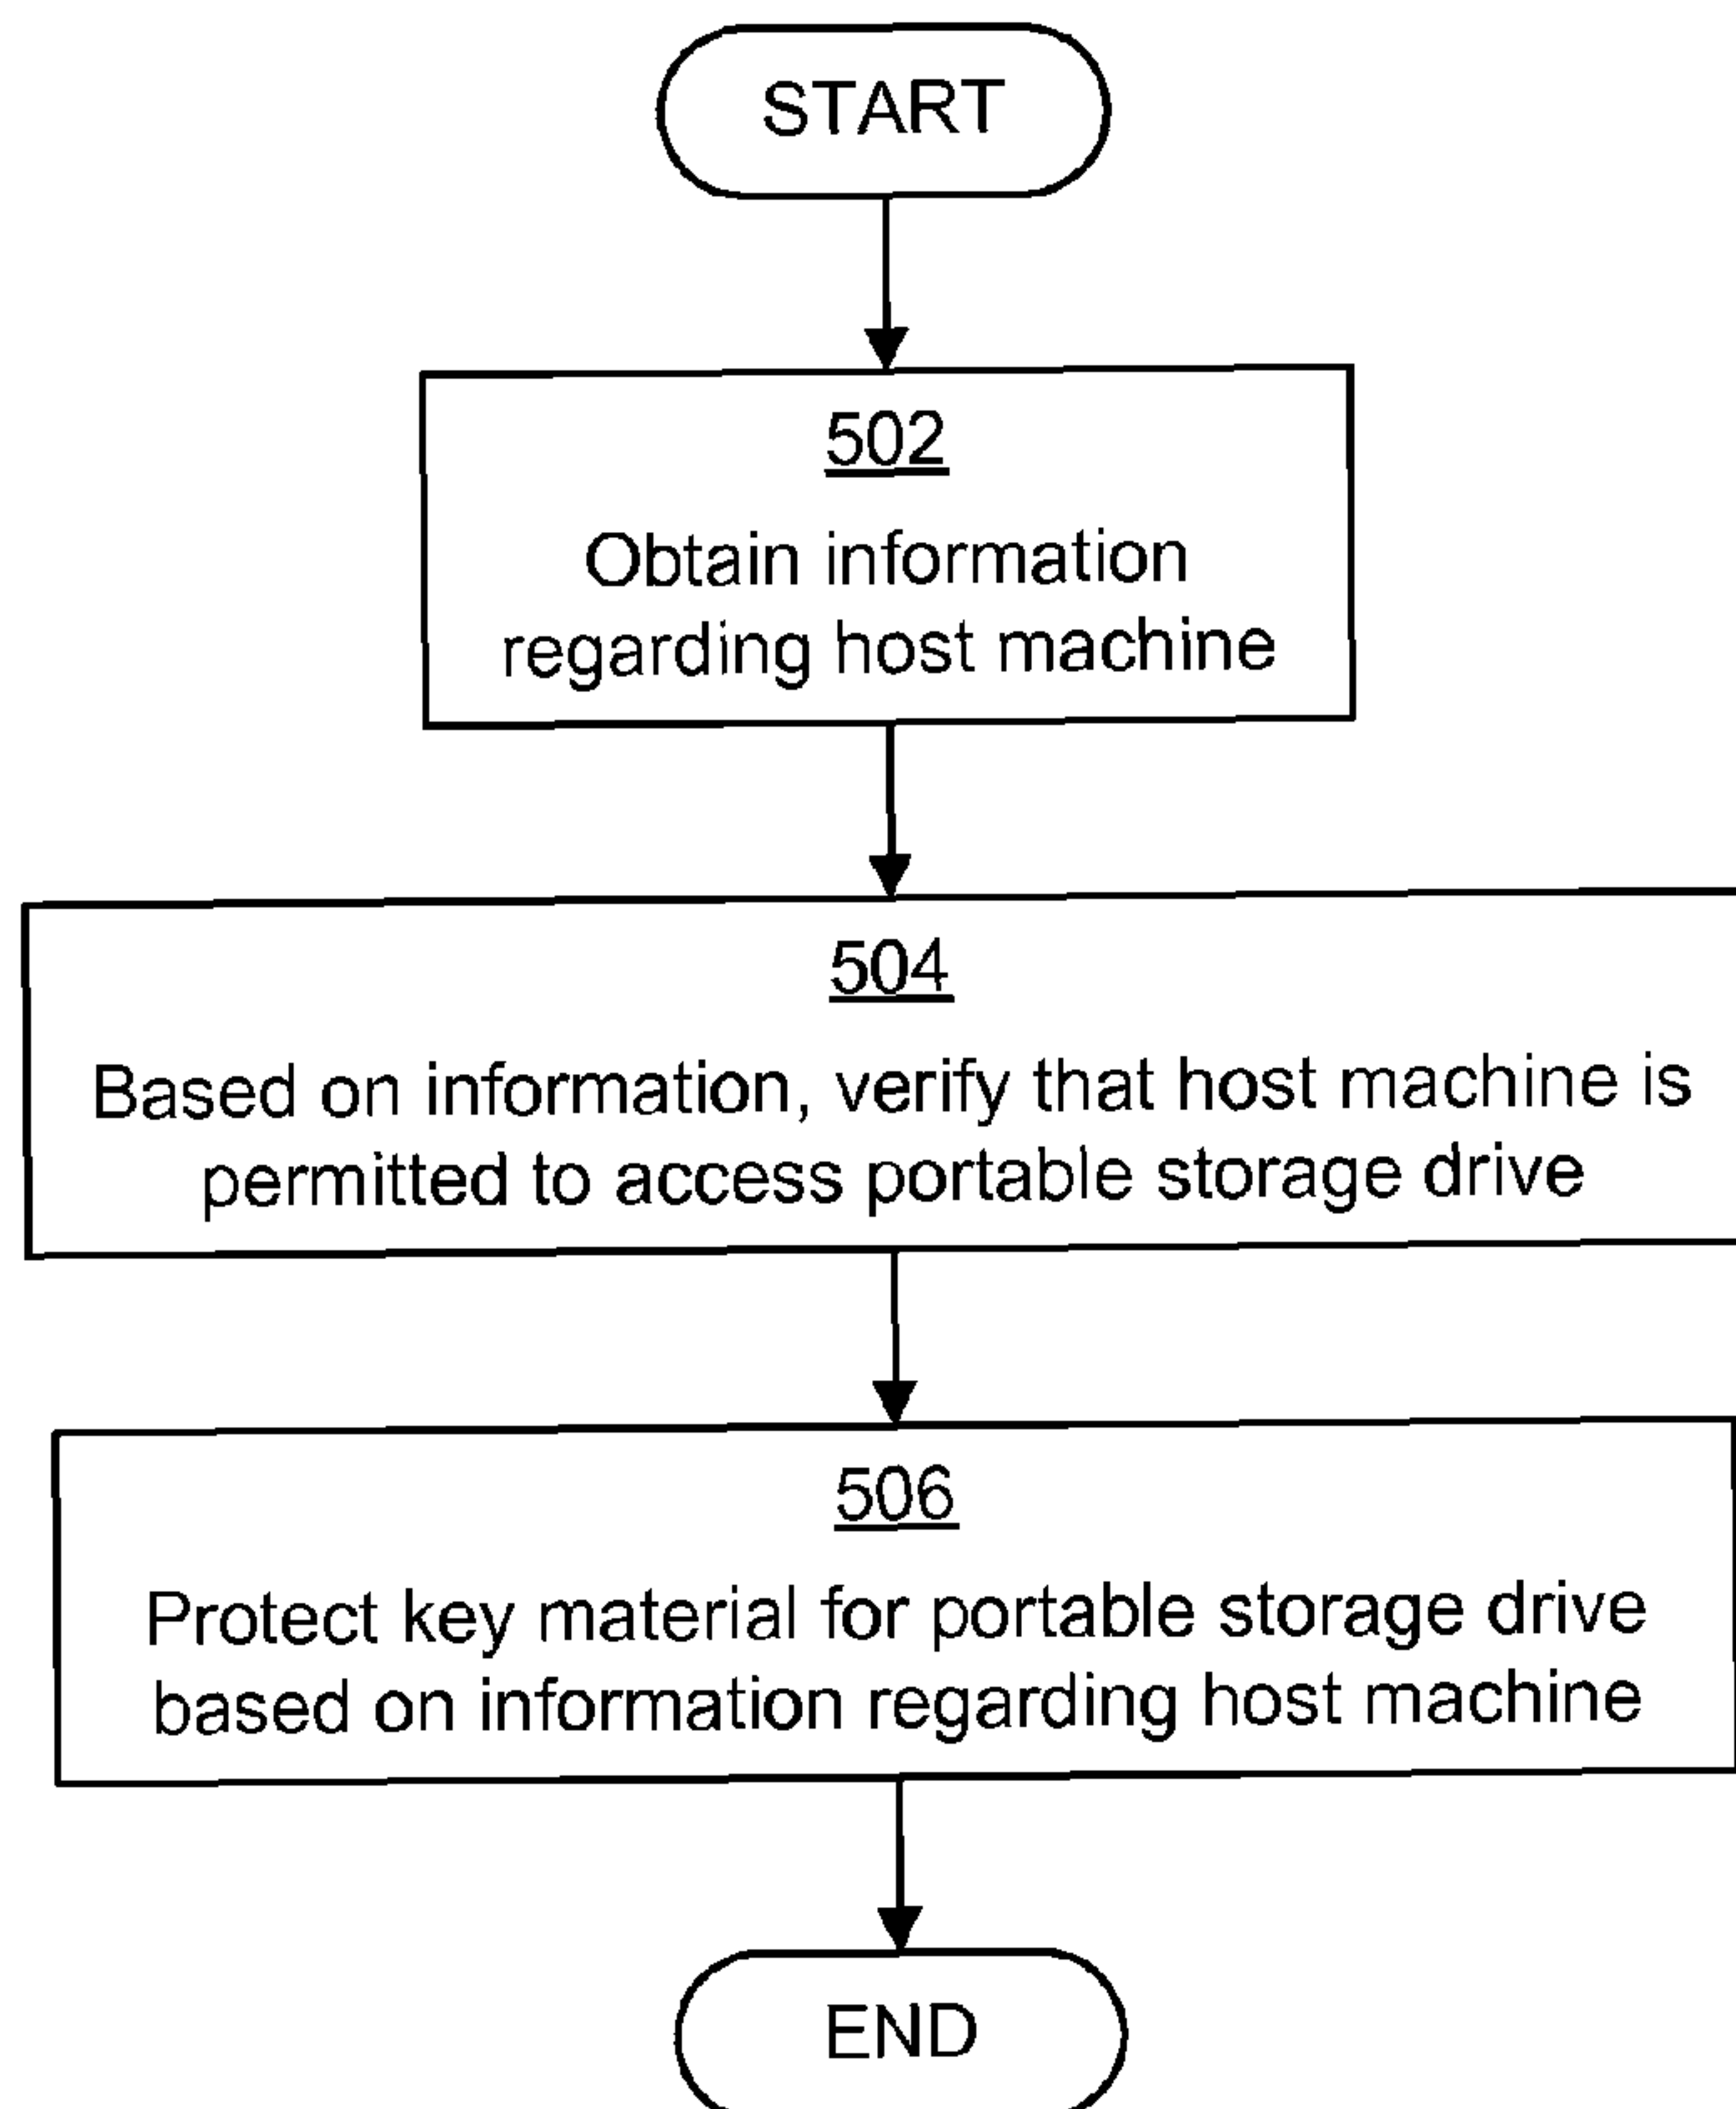 START
502
Obtain information
regarding host machine
504
Based on information, verify that host machine is
permitted to access portable storage drive
506
Protect key material for portable storage drive
based on information regarding host machine
END